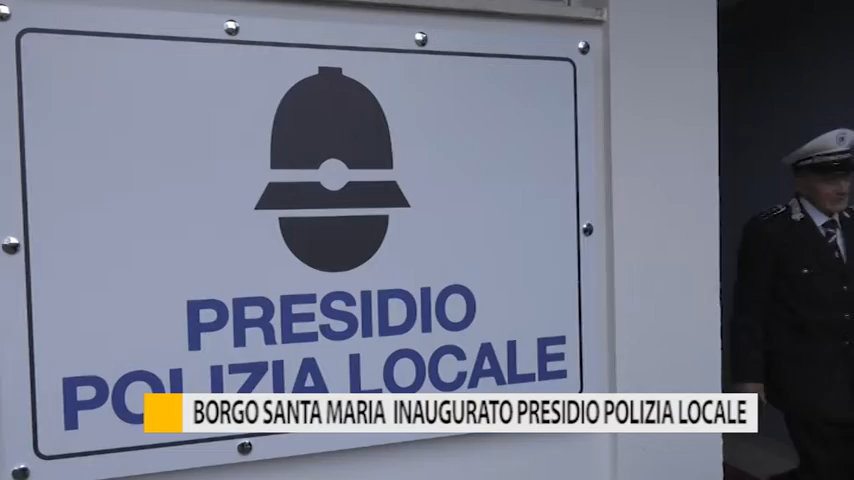 PRESIDIO
POLIZIA LOCALE
BORGO SANTA MARIA INAUGURATO PRESIDIO POLIZIA LOCALE